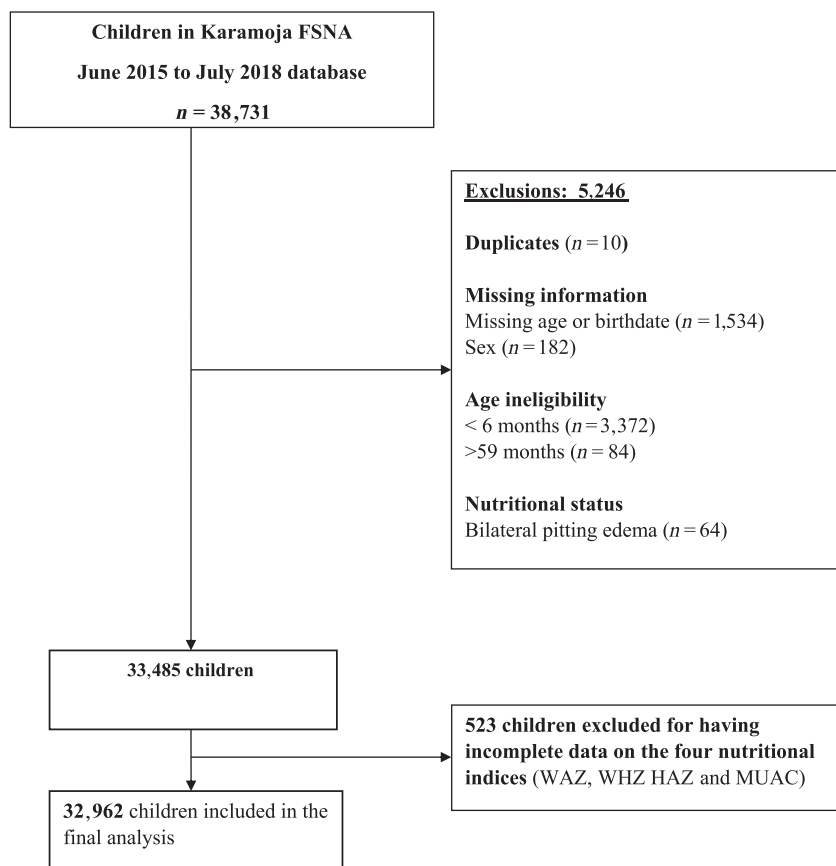 Children in Karamoja FSNA
June 2015 to July 2018 database
n = 38,731
Exclusions: 5,246
Duplicates (n=10)
Missing information
Missing age or birthdate (n=1,534)
Sex (n=182)
Age ineligibility
< 6 months (n=3,372)
>59 months (n=84)
Nutritional status
Bilateral pitting edema (n=64)
33,485 children
523 children excluded for having
incomplete data on the four nutritional
indices (WAZ, WHZ HAZ and MUAC)
32,962 children included in the
final analysis